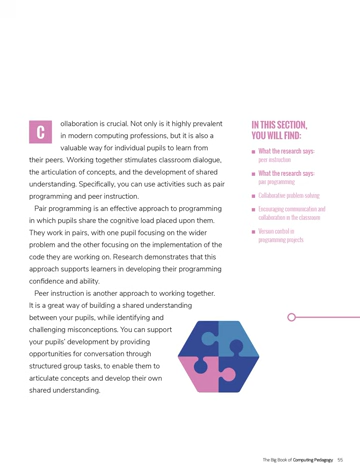 C
ollaboration is crucial. Not only is it highly prevalent
in modern computing professions, but it is also a
valuable way for individual pupils to learn from
their peers. Working together stimulates classroom dialogue,
the articulation of concepts, and the development of shared
understanding. Specifically, you can use activities such as pair
programming and peer instruction.
Pair programming is an effective approach to programming
in which pupils share the cognitive load placed upon them.
They work in pairs, with one pupil focusing on the wider
problem and the other focusing on the implementation of the
code they are working on. Research demonstrates that this
approach supports learners in developing their programming
confidence and ability.
Peer instruction is another approach to working together.
It is a great way of building a shared understanding
between your pupils, while identifying and
challenging misconceptions. You can support
your pupils' development by providing
opportunities for conversation through
structured group tasks, to enable them to
articulate concepts and develop their own
shared understanding.
IN THIS SECTION,
YOU WILL FIND:
What the research says:
peer instruction
What the research says:
pair programming
Collaborative problem solving
Encouraging communication and
collaboration in the classroom
Version control in
programming projects
The Big Book of Computing Pedagogy 55